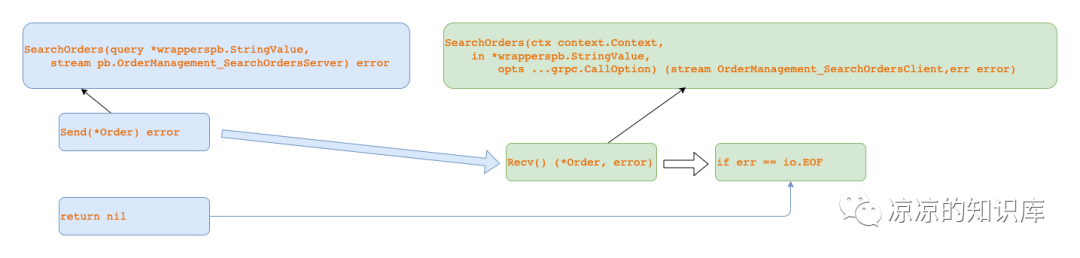 SearchOrders(query *wrapperspb.StringValue,
stream pb.OrderManagement_SearchOrdersServer) error
SearchOrders(ctx context.Context,
in *wrapperspb.StringValue,
opts ...grpc.CallOption) (stream OrderManagement_SearchOrdersClient,err error)
Send(*Order) error
Recv() (*Order, error)
if err == io.EOF
return nil
凉凉的知识库